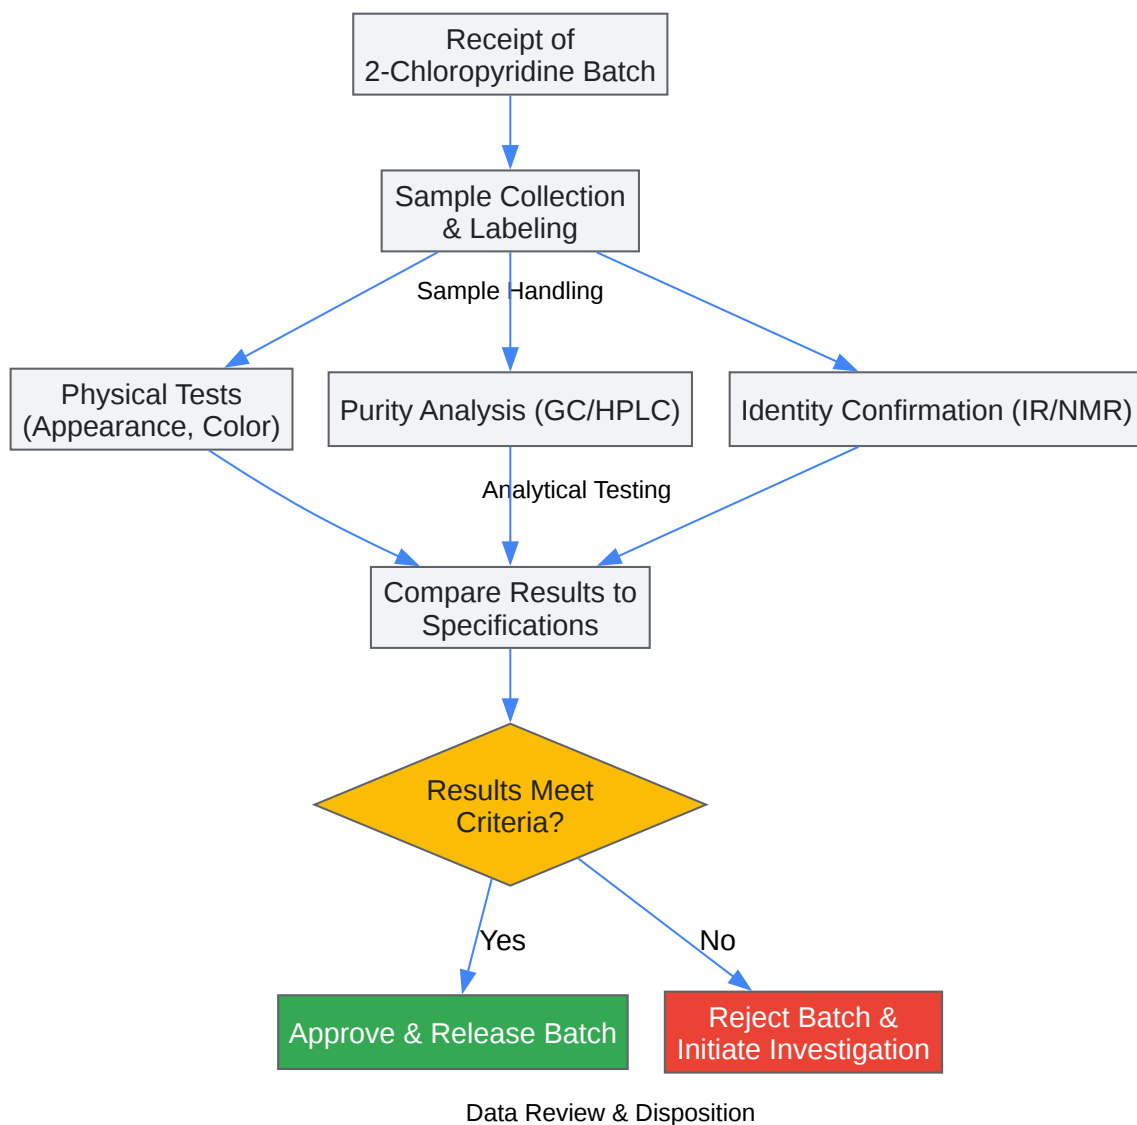 Receipt of
2-Chloropyridine Batch
Sample Collection
& Labeling
Sample Handling
Physical Tests
(Appearance, Color)
Purity Analysis (GC/HPLC)
Identity Confirmation (IR/NMR)
Analytical Testing
Compare Results to
Specifications
Results Meet
Criteria?
Yes
No
Approve & Release Batch
Reject Batch &
Initiate Investigation
Data Review & Disposition